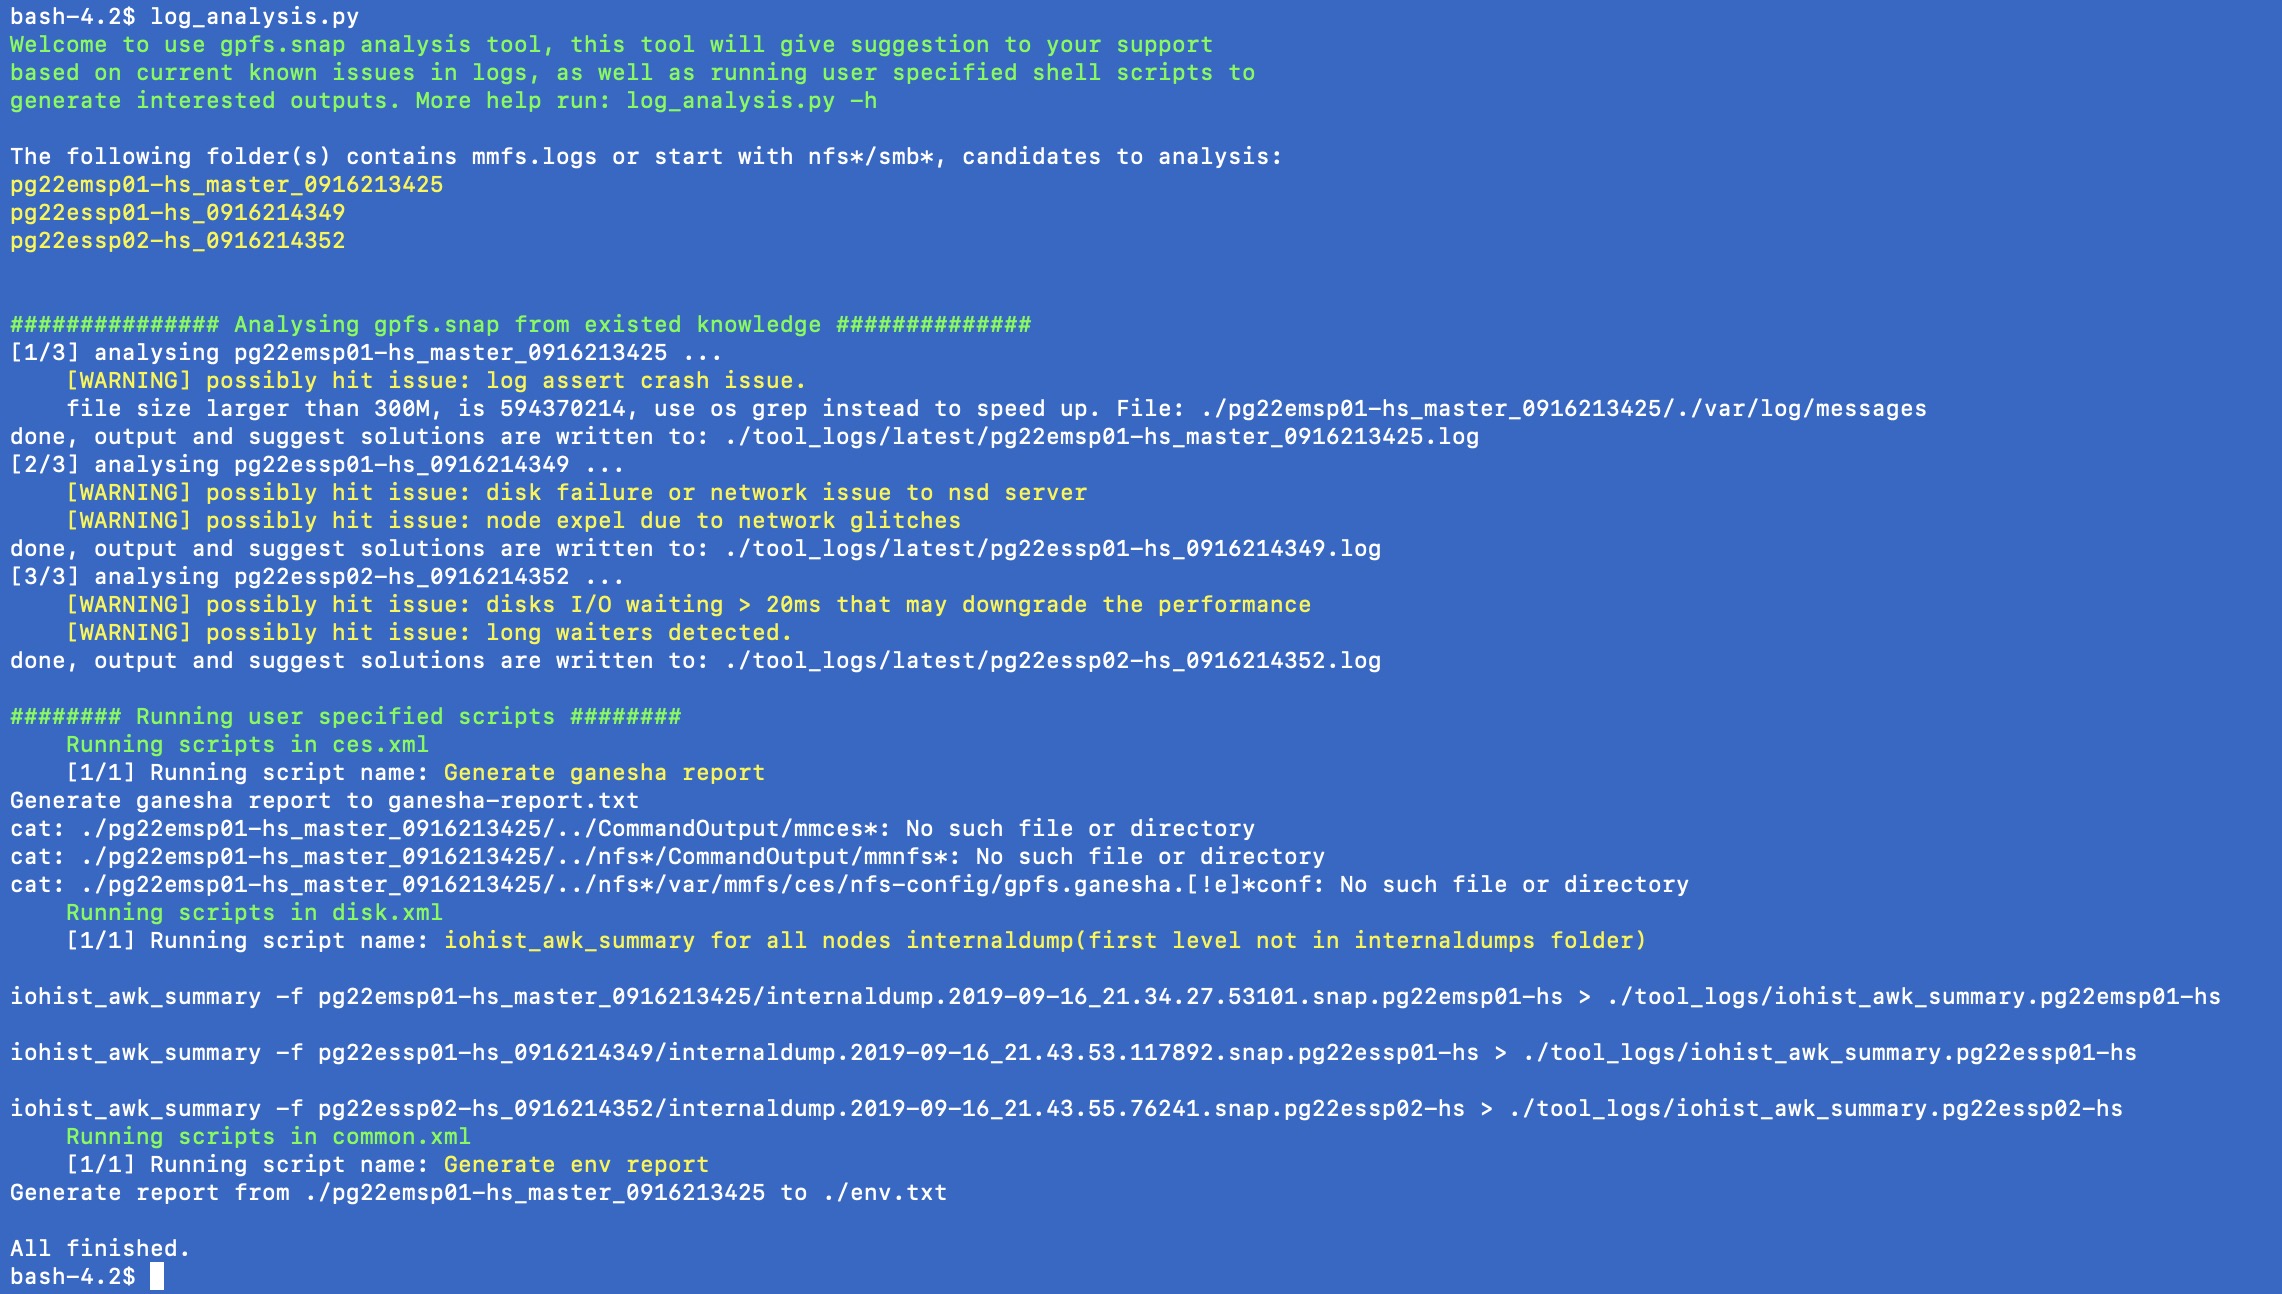 bash-4.2$ log_analysis.py
Welcome to use gpfs.snap analysis tool, this tool will give suggestion to your support
based on current known issues in logs, as well as running user specified shell scripts to
generate interested outputs. More help run: log_analysis.py -h
The following folder(s) contains mmfs.logs or start with nfs*/smb*, candidates to analysis:
pg22emsp01-hs_master_0916213425
pg22essp01-hs_0916214349
pg22essp02-hs_0916214352
############### Analysing gpfs.snap from existed knowledge ##############
[1/3] analysing pg22emsp01-hs_master_0916213425 ...
[WARNING] possibly hit issue: log assert crash issue.
file size larger than 300M, is 594370214, use os grep instead to speed up. File: ./pg22emsp01-hs_master_0916213425/./var/log/messages
done, output and suggest solutions are written to: ./tool_logs/latest/pg22emsp01-hs_master_0916213425.log
[2/3] analysing pg22essp01-hs_0916214349 ...
[WARNING] possibly hit issue: disk failure or network issue to nsd server
[WARNING] possibly hit issue: node expel due to network glitches
done, output and suggest solutions are written to: ./tool_logs/latest/pg22essp01-hs_0916214349.log
[3/3] analysing pg22essp02-hs_0916214352 ...
[WARNING] possibly hit issue: disks I/O waiting > 20ms that may downgrade the performance
[WARNING] possibly hit issue: long waiters detected.
done, output and suggest solutions are written to: ./tool_logs/latest/pg22essp02-hs_0916214352.log
######## Running user specified scripts ########
Running scripts in ces.xml
[1/1] Running script name: Generate ganesha report
Generate ganesha report to ganesha-report.txt
cat: ./pg22emsp01-hs_master_0916213425/../CommandOutput/mmces*: No such file or directory
cat: ./pg22emsp01-hs_master_0916213425/../nfs*/CommandOutput/mmnfs*: No such file or directory
cat: ./pg22emsp01-hs_master_0916213425/../nfs*/var/mmfs/ces/nfs-config/gpfs.ganesha.[!e]*conf: No such file or directory
Running scripts in disk.xml
[1/1] Running script name: iohist_awk_summary for all nodes internaldump(first level not in internaldumps folder)
iohist_awk_summary -f pg22emsp01-hs_master_0916213425/internaldump.2019-09-16_21.34.27.53101.snap.pg22emsp01-hs > ./tool_logs/iohist_awk_summary.pg22emsp01-hs
iohist_awk_summary -f pg22essp01-hs_0916214349/internaldump.2019-09-16_21.43.53.117892.snap.pg22essp01-hs > ./tool_logs/iohist_awk_summary.pg22essp01-hs
iohist_awk_summary -f pg22essp02-hs_0916214352/internaldump.2019-09-16_21.43.55.76241.snap.pg22essp02-hs > ./tool_logs/iohist_awk_summary.pg22essp02-hs
Running scripts in common.xml
[1/1] Running script name: Generate env report
Generate report from ./pg22emsp01-hs_master_0916213425 to ./env.txt
All finished.
bash-4.2$